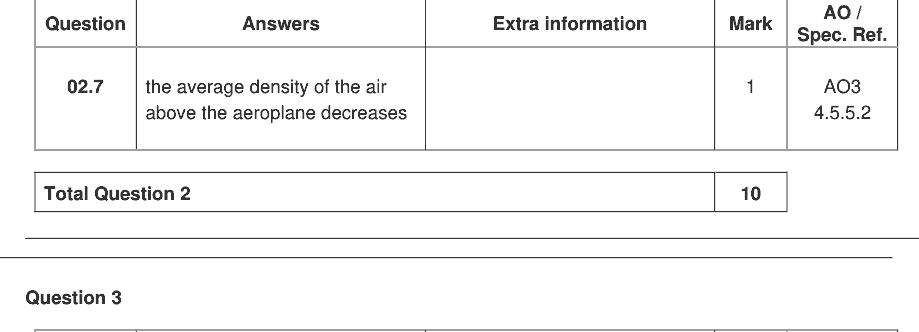 Question Answers Extra information Mark AO /
Spec. Ref.
02.7 the average density of the air 1 AO3
above the aeroplane decreases 4.5.5.2
Total Question 2 10
Question 3